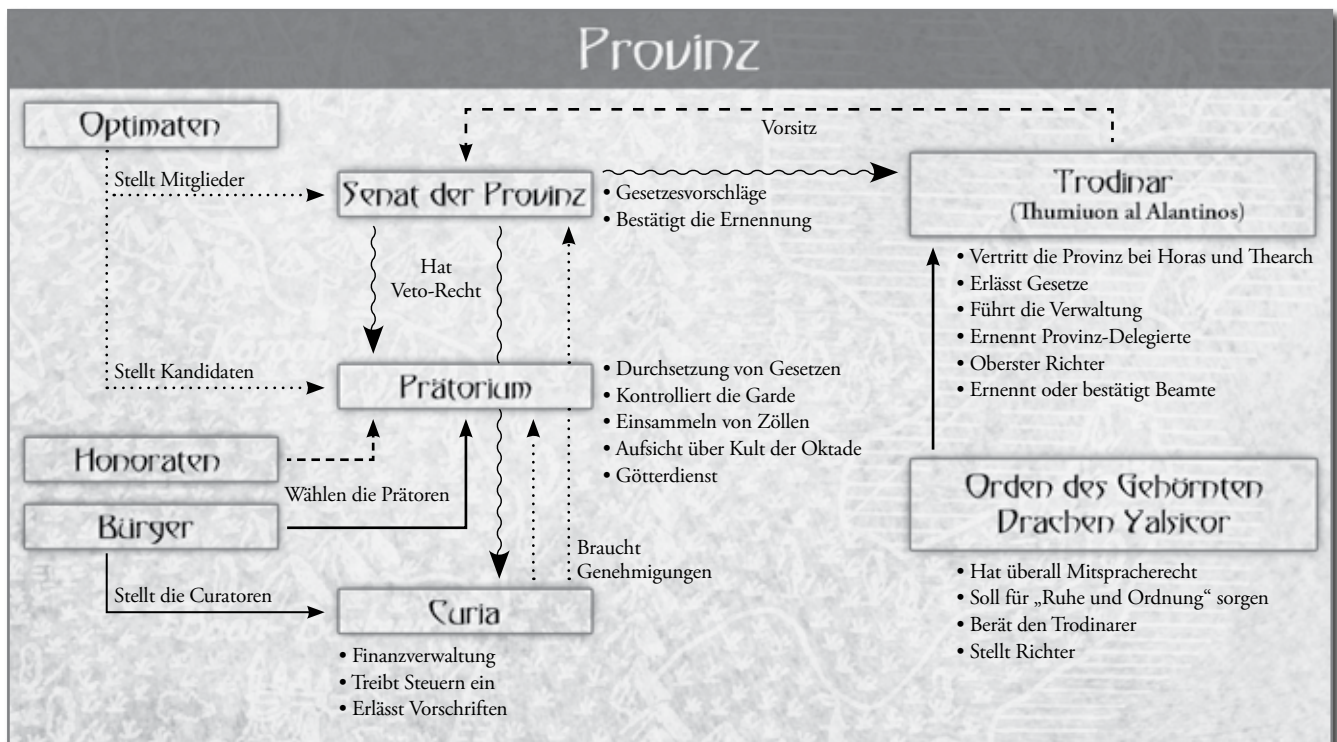 Provinz
Optimaten
Vorsitz
Stellt Mitglieder
Senat der Provinz
• Gesetzesvorschläge
• Bestätigt die Ernennung
Trodinar
(Thumiuon al Alantinos)
• Vertritt die Provinz bei Horas und Thearch
• Erlässt Gesetze
• Führt die Verwaltung
• Ernennt Provinz-Delegierte
• Oberster Richter
• Ernennt oder bestätigt Beamte
Hat
Veto-Recht
Stellt Kandidaten
Prätorium
• Durchsetzung von Gesetzen
• Kontrolliert die Garde
• Einsammeln von Zöllen
• Aufsicht über Kult der Oktade
• Götterdienst
Honoraten
Wählen die Prätoren
Bürger
Orden des Gehörnten
Drachen Yalsicor
• Hat überall Mitspracherecht
• Soll für „Ruhe und Ordnung“ sorgen
• Berät den Trodinarer
• Stellt Richter
Braucht
Genehmigungen
Stellt die Curatoren
Curia
• Finanzverwaltung
• Treibt Steuern ein
• Erlässt Vorschriften